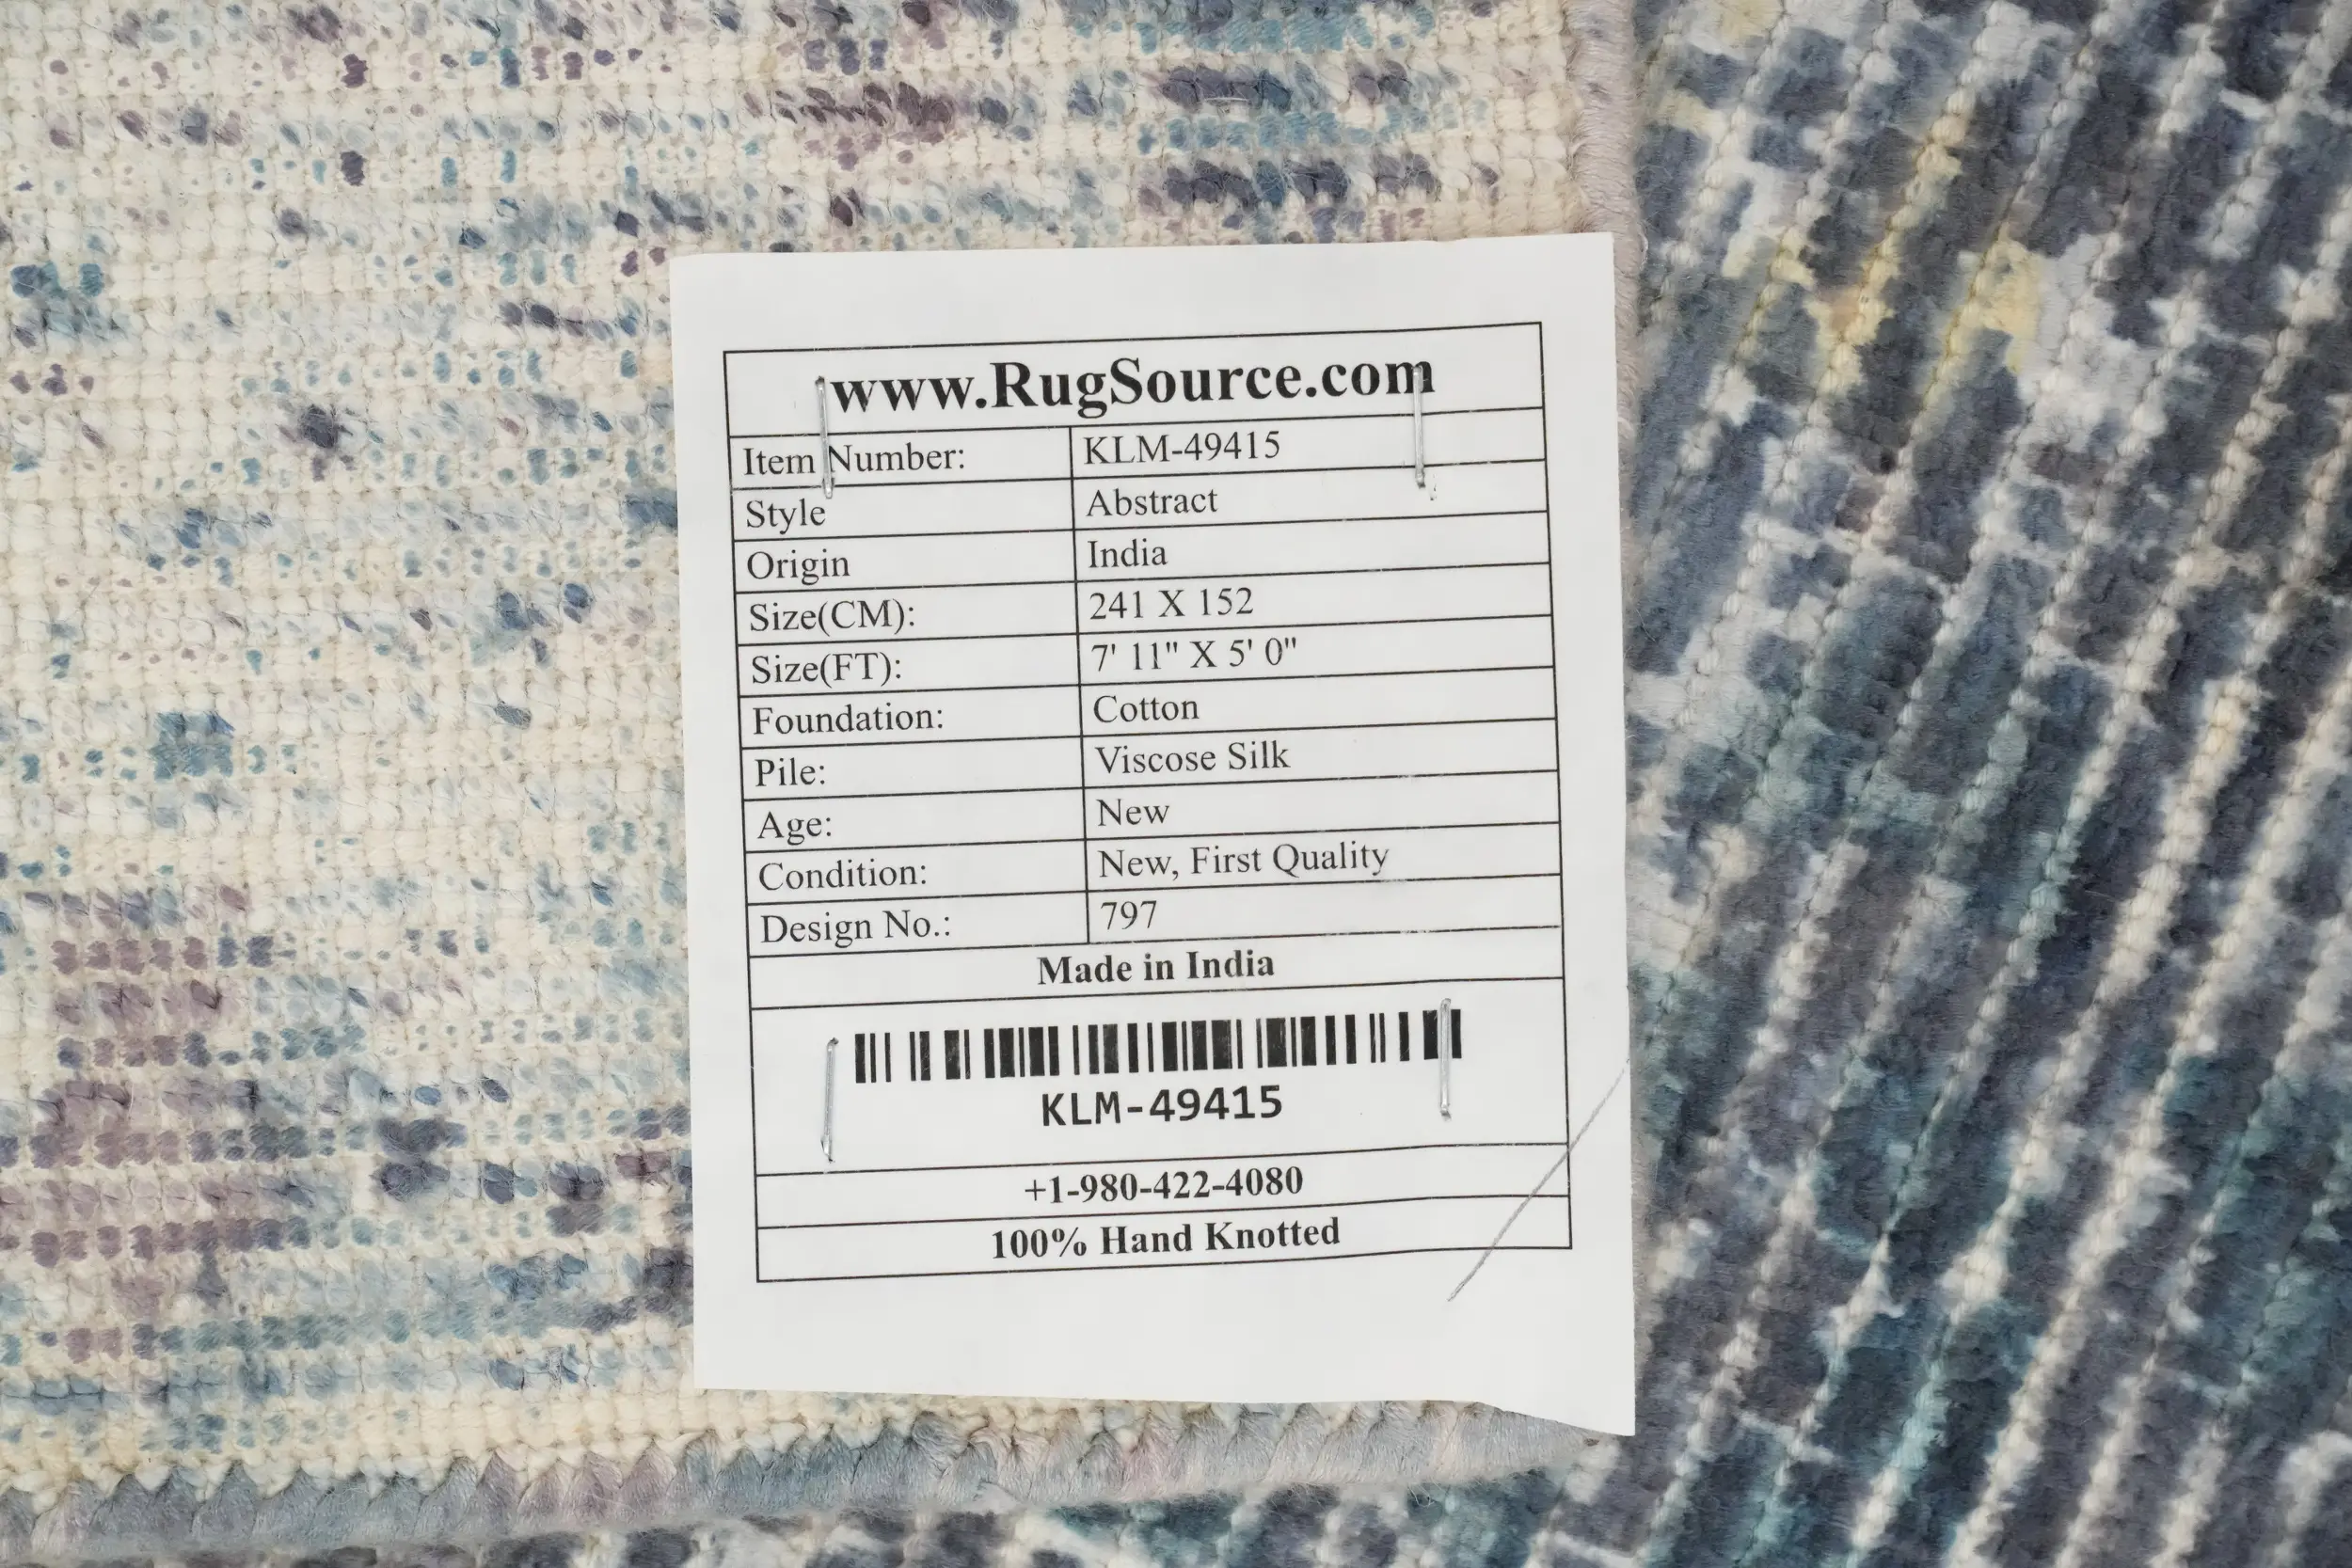 www.RugSource.com
Item Number: KLM-49415
Style Abstract
Origin India
Size(CM): 241 X 152
Size(FT): 7' 11" X 5' 0"
Foundation: Cotton
Pile: Viscose Silk
Age: New
Condition: New, First Quality
Design No.: 797
Made in India
KLM-49415
+1-980-422-4080
100% Hand Knotted